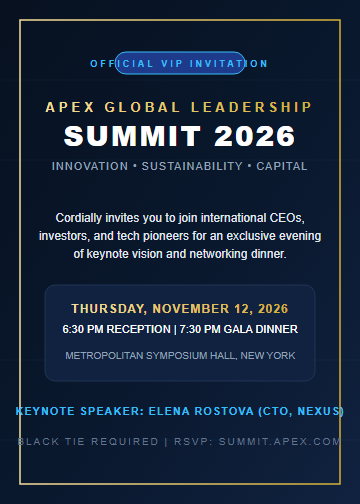 OFFICIAL VIP INVITATION
APEX GLOBAL LEADERSHIP
SUMMIT 2026
INNOVATION • SUSTAINABILITY • CAPITAL
Cordially invites you to join international CEOs,
investors, and tech pioneers for an exclusive evening
of keynote vision and networking dinner.
THURSDAY, NOVEMBER 12, 2026
6:30 PM RECEPTION | 7:30 PM GALA DINNER
METROPOLITAN SYMPOSIUM HALL, NEW YORK
KEYNOTE SPEAKER: ELENA ROSTOVA (CTO, NEXUS)
BLACK TIE REQUIRED | RSVP: SUMMIT.APEX.COM